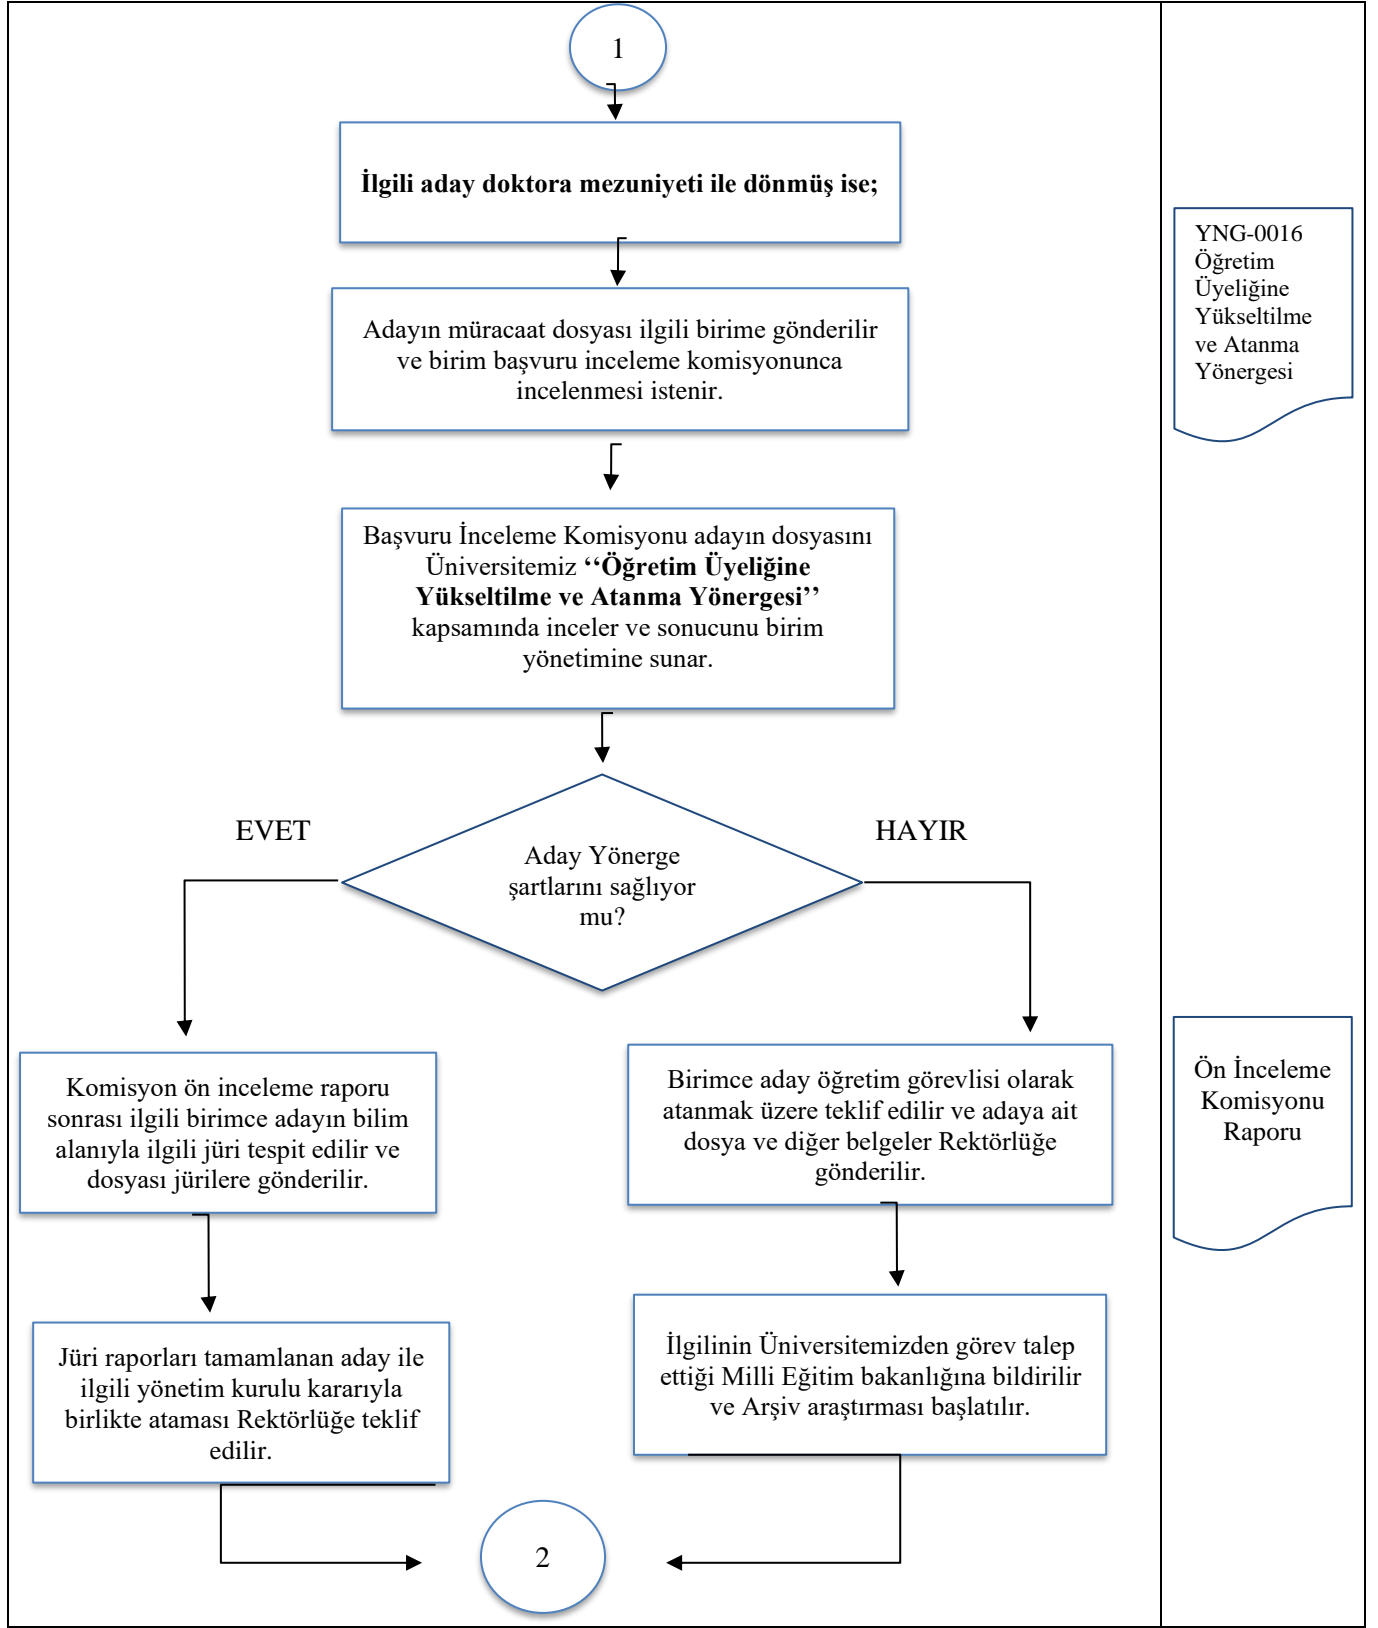 1
İlgili aday doktora mezuniyeti ile dönmüş ise;
Adayın müracaat dosyası ilgili birime gönderilir
ve birim başvuru inceleme komisyonunca
incelenmesi istenir.
Başvuru İnceleme Komisyonu adayın dosyasını
Üniversitemiz ‘‘Öğretim Üyeliğine
Yükseltilme ve Atanma Yönergesi’’
kapsamında inceler ve sonucunu birim
yönetimine sunar.
EVET
HAYIR
Aday Yönerge
şartlarını sağlıyor
mu?
Komisyon ön inceleme raporu
sonrası ilgili birimce adayın bilim
alanıyla ilgili jüri tespit edilir ve
dosyası jürilere gönderilir.
Birimce aday öğretim görevlisi olarak
atanmak üzere teklif edilir ve adaya ait
dosya ve diğer belgeler Rektörlüğe
gönderilir.
Jüri raporları tamamlanan aday ile
ilgili yönetim kurulu kararıyla
birlikte ataması Rektörlüğe teklif
edilir.
İlgilinin Üniversitemizden görev talep
ettiği Milli Eğitim bakanlığına bildirilir
ve Arşiv araştırması başlatılır.
2
YNG-0016
Öğretim
Üyeliğine
Yükseltilme
ve Atanma
Yönergesi
Ön İnceleme
Komisyonu
Raporu